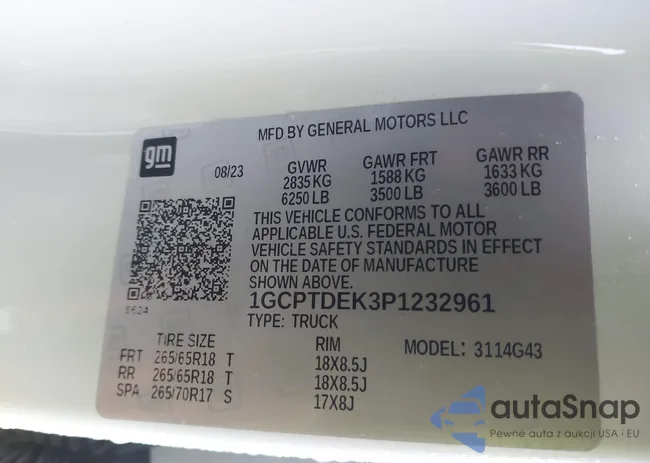 MFD BY GENERAL MOTORS LLC
gm
08/23
GVWR GAWR FRT GAWR RR
2835 KG 1588 KG 1633 KG
6250 LB 3500 LB 3600 LB
THIS VEHICLE CONFORMS TO ALL
APPLICABLE U.S. FEDERAL MOTOR
VEHICLE SAFETY STANDARDS IN EFFECT
ON THE DATE OF MANUFACTURE
SHOWN ABOVE.
1GCPTDEK3P1232961
TYPE: TRUCK
TIRE SIZE RIM MODEL: 3114G43
FRT 265/65R18 T 18X8.5J
RR 265/65R18 T 18X8.5J
SPA 265/70R17 S 17X8J
autaSnap
Pewne auta z aukcji USA i EU